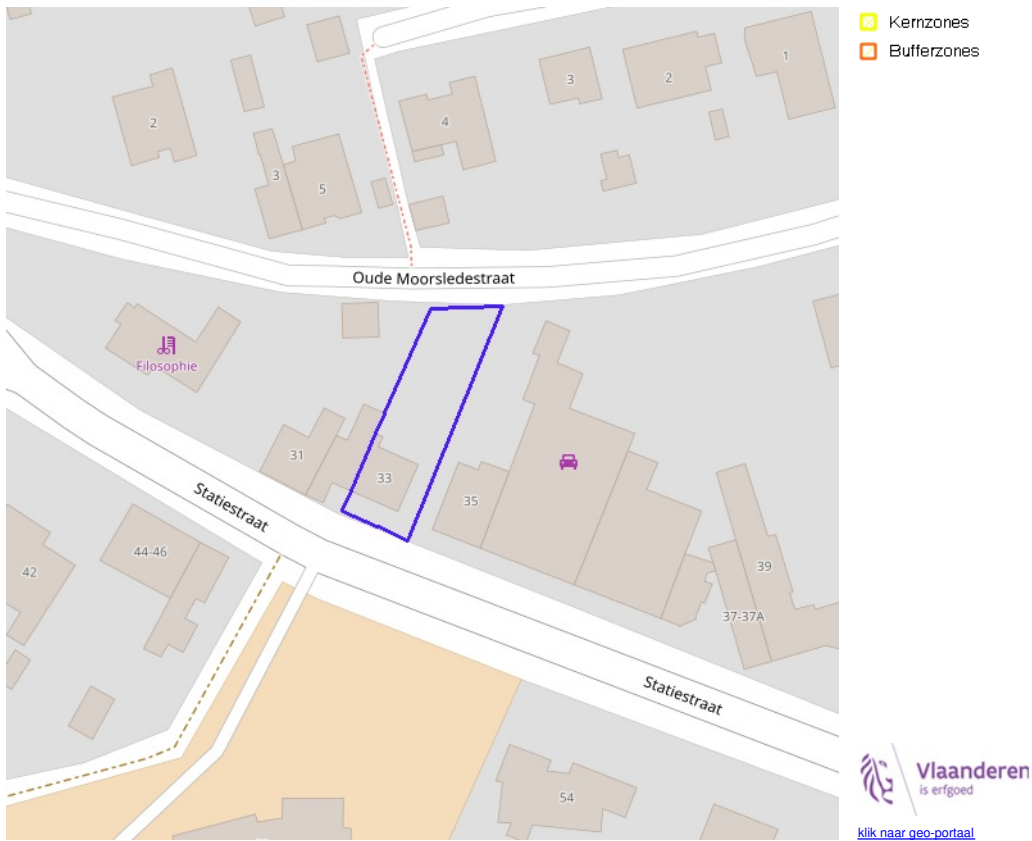 Kernzones
Bufferzones
1
3
2
2
4
3
5
Oude Moorsledestraat
Filosophie
31
33
35
Statiestraat
44-46
42
39
37-37A
Statiestraat
54
Vlaanderen
is erfgoed
klik naar geo-portaal